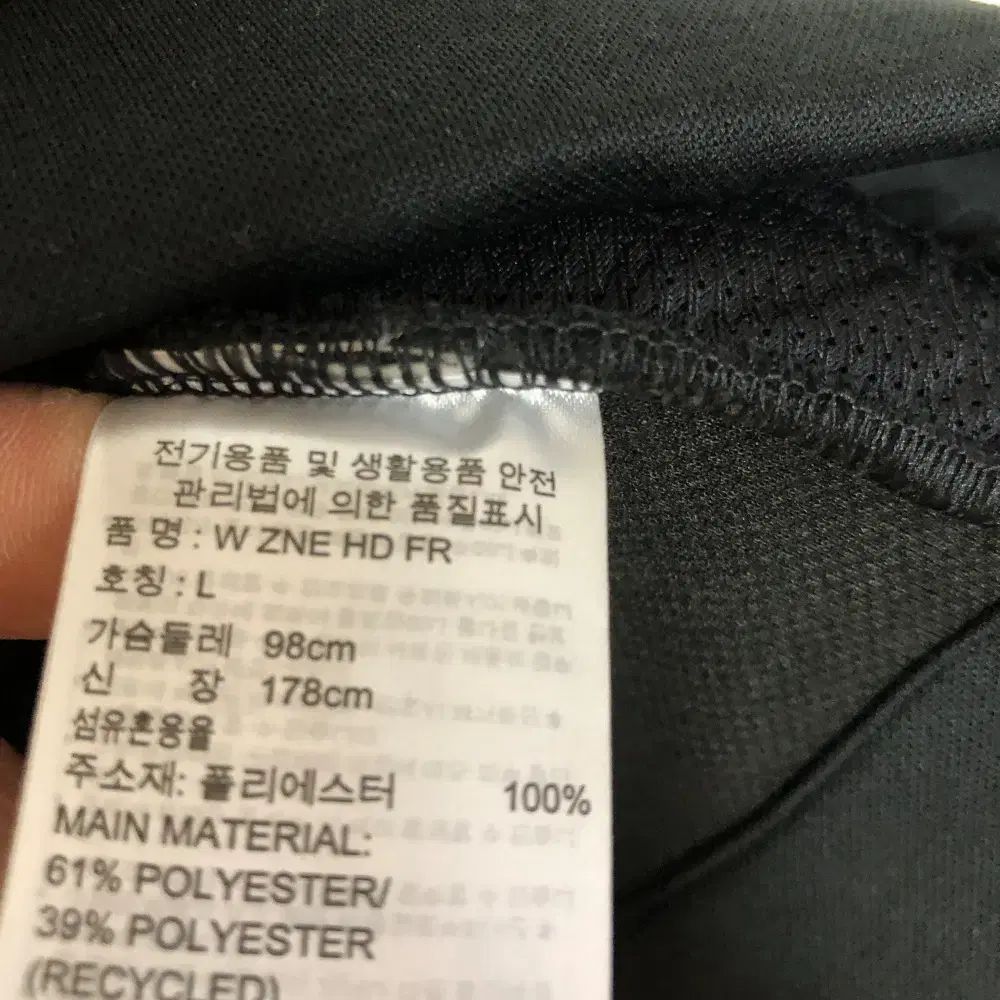 전기용품 및 생활용품 안전
관리법에 의한 품질표시
품 명 : W ZNE HD FR
호칭 : L
가슴둘레 98cm
신 장 178cm
섬유혼용율
주소재: 폴리에스터 100%
MAIN MATERIAL:
61% POLYESTER/
39% POLYESTER
(RECYCLED)